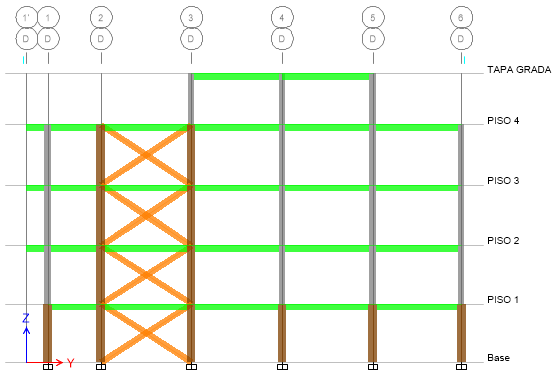 1' 1 2 3 4 5 6
D D D D D D D
TAPA GRADA
PISO 4
PISO 3
PISO 2
PISO 1
Z
Y
Base